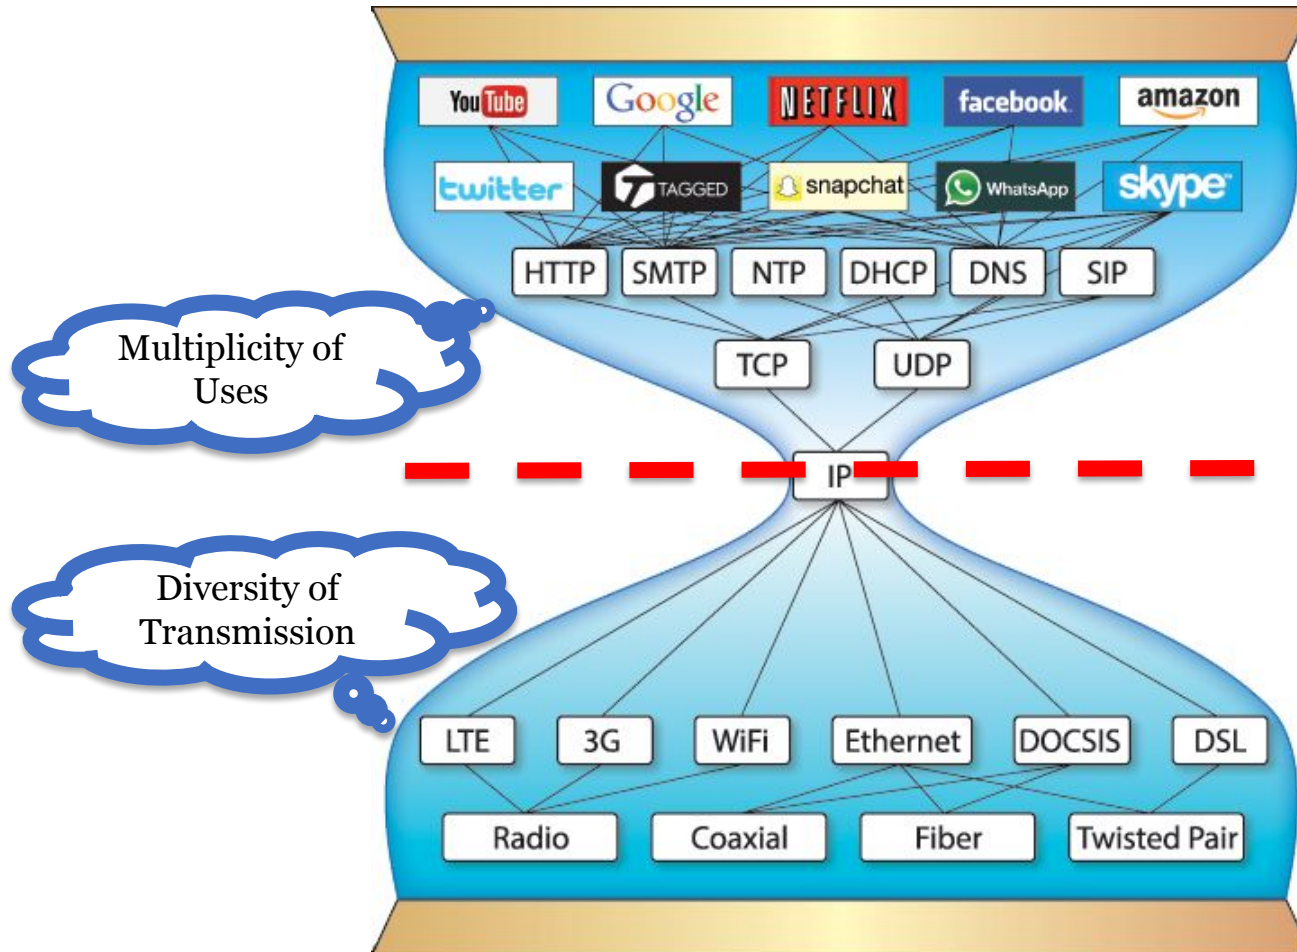 YouTube Google NETFLIX facebook amazon
twitter TAGGED snapchat WhatsApp skype
HTTP SMTP NTP DHCP DNS SIP
Multiplicity of
Uses
TCP UDP
IP
Diversity of
Transmission
LTE 3G WiFi Ethernet DOCSIS DSL
Radio Coaxial Fiber Twisted Pair